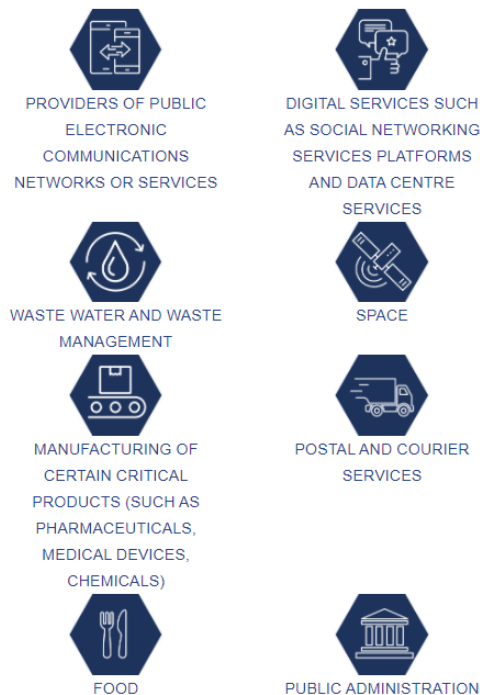 PROVIDERS OF PUBLIC
ELECTRONIC
COMMUNICATIONS
NETWORKS OR SERVICES
DIGITAL SERVICES SUCH
AS SOCIAL NETWORKING
SERVICES PLATFORMS
AND DATA CENTRE
SERVICES
WASTE WATER AND WASTE
MANAGEMENT
SPACE
MANUFACTURING OF
CERTAIN CRITICAL
PRODUCTS (SUCH AS
PHARMACEUTICALS,
MEDICAL DEVICES,
CHEMICALS)
POSTAL AND COURIER
SERVICES
FOOD
PUBLIC ADMINISTRATION